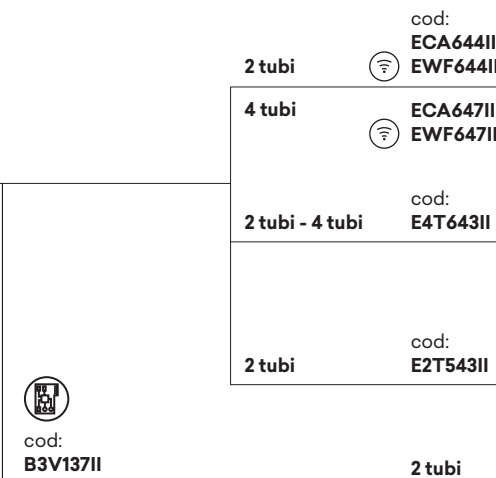 cod:
ECA644II
2 tubi EWF644II
4 tubi ECA647II
EWF647II
cod:
2 tubi - 4 tubi E4T643II
cod:
2 tubi E2T543II
cod:
B3V137II
2 tubi